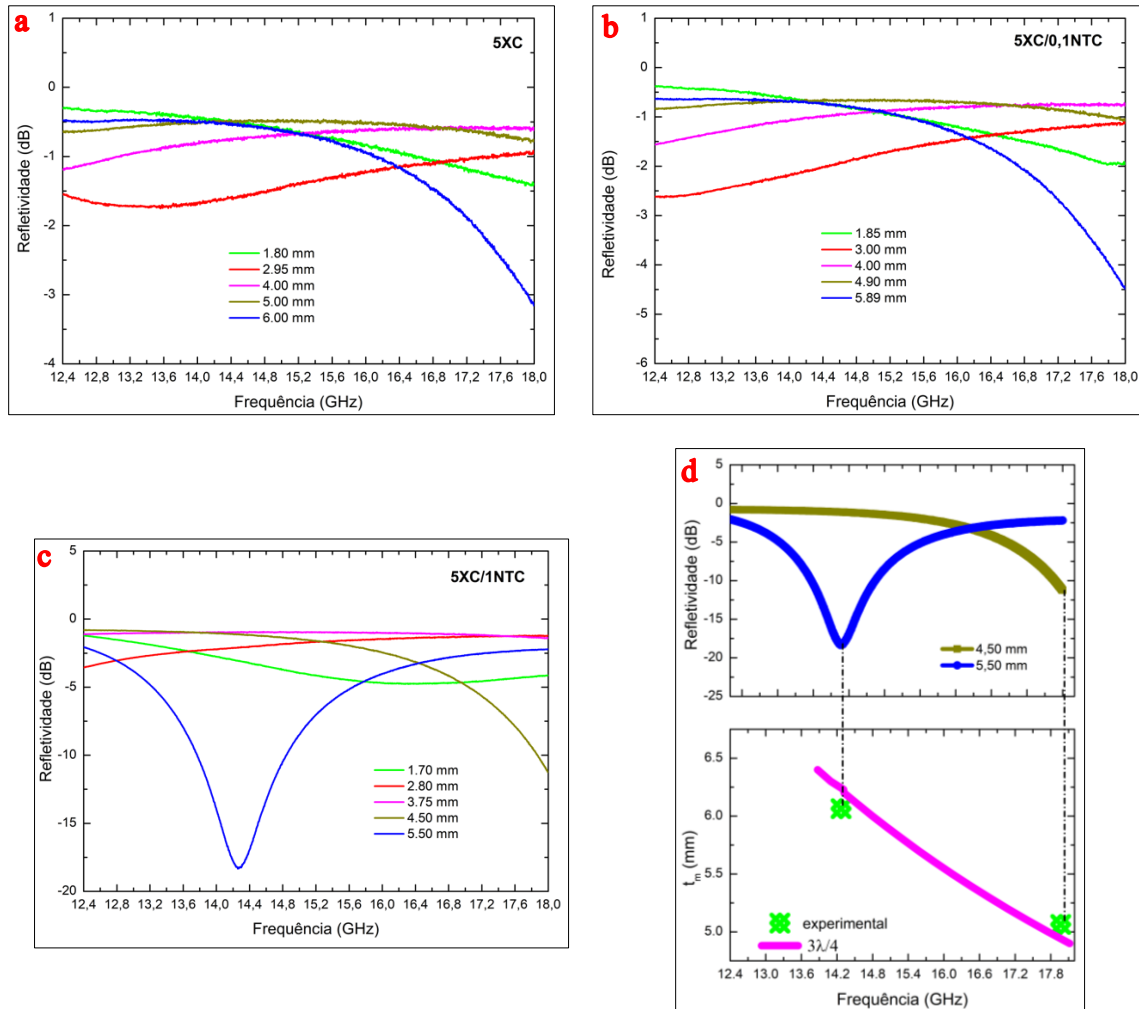 a
5XC
1
0
-1
-2
-3
-4
Refletividade (dB)
1.80 mm
2.95 mm
4.00 mm
5.00 mm
6.00 mm
12,4 12,8 13,2 13,6 14,0 14,4 14,8 15,2 15,6 16,0 16,4 16,8 17,2 17,6 18,0
Frequência (GHz)
b
5XC/0,1NTC
1
0
-1
-2
-3
-4
-5
-6
Refletividade (dB)
1.85 mm
3.00 mm
4.00 mm
4.90 mm
5.89 mm
12,4 12,8 13,2 13,6 14,0 14,4 14,8 15,2 15,6 16,0 16,4 16,8 17,2 17,6 18,0
Frequência (GHz)
c
5XC/1NTC
5
0
-5
-10
-15
-20
Refletividade (dB)
1.70 mm
2.80 mm
3.75 mm
4.50 mm
5.50 mm
12,4 12,8 13,2 13,6 14,0 14,4 14,8 15,2 15,6 16,0 16,4 16,8 17,2 17,6 18,0
Frequência (GHz)
d
5
0
-5
-10
-15
-20
-25
Refletividade (dB)
4,50 mm
5,50 mm
6.5
6.0
5.5
5.0
tm (mm)
experimental
3λ/4
12.4 13.0 13.6 14.2 14.8 15.4 16.0 16.6 17.2 17.8
Frequência (GHz)